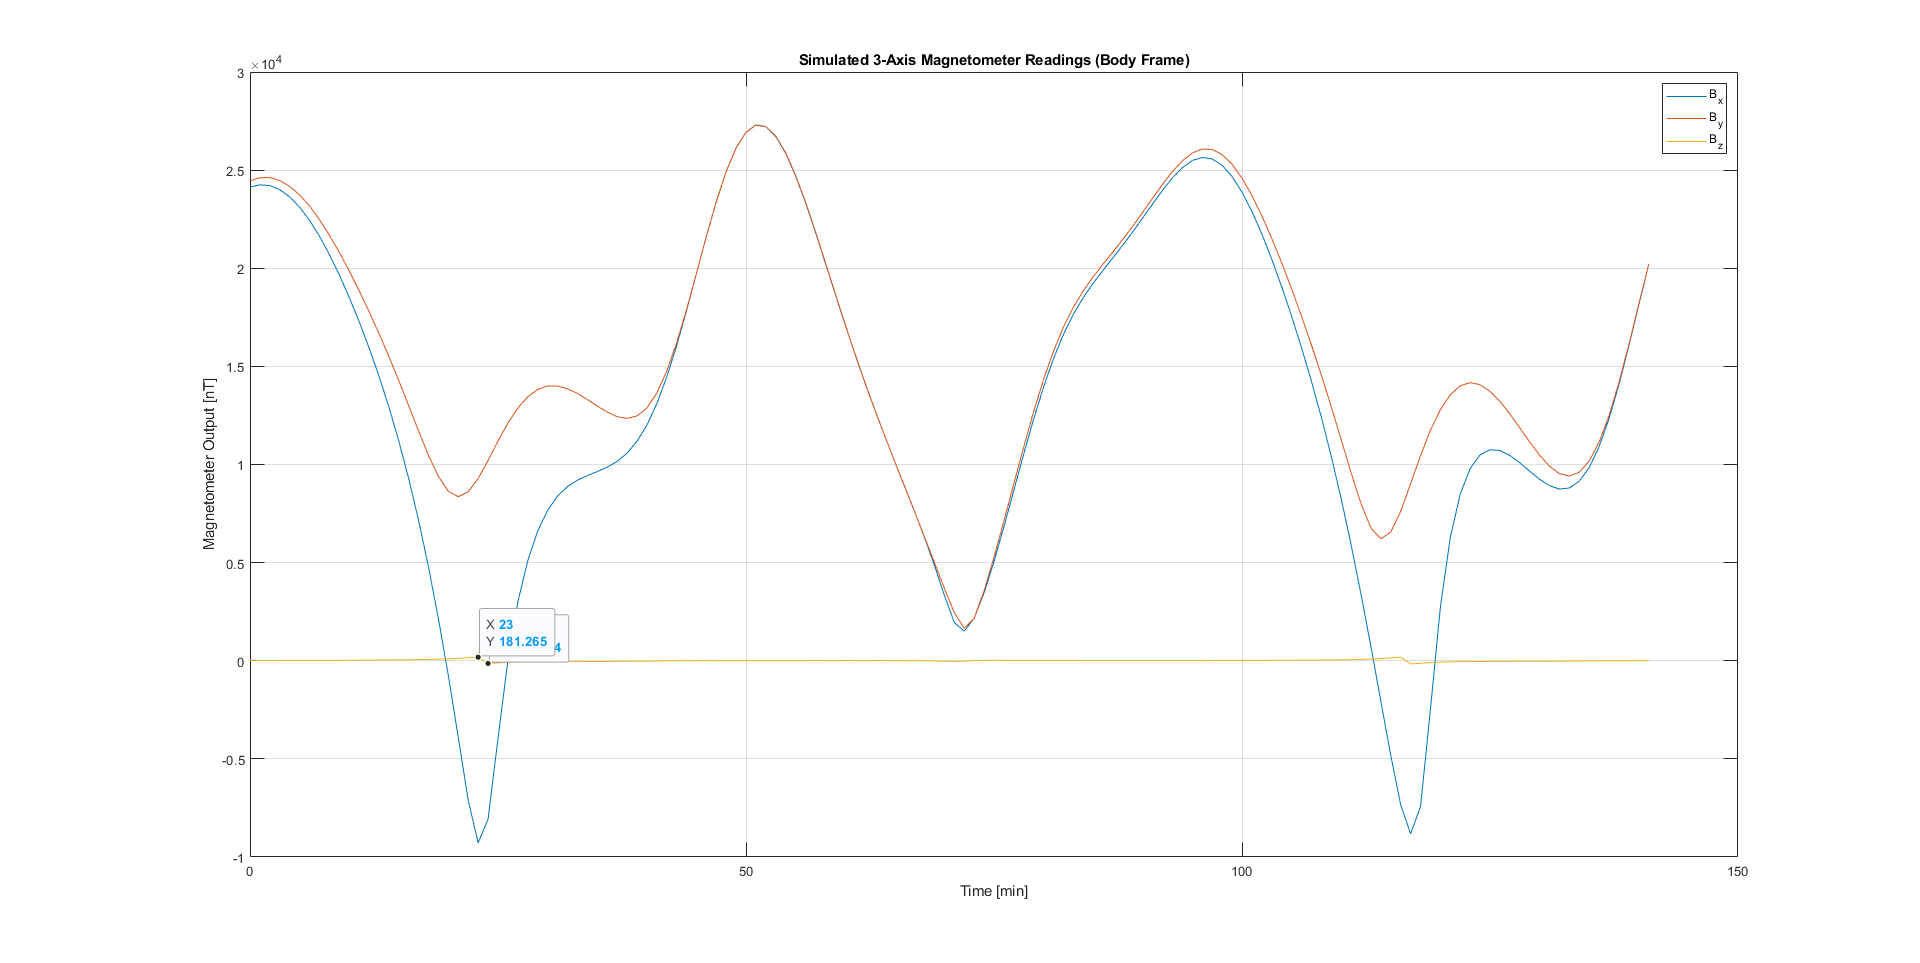 Simulated 3-Axis Magnetometer Readings (Body Frame)
×10⁴
3
2.5
2
1.5
1
0.5
0
-0.5
-1
Magnetometer Output [nT]
B_x
B_y
B_z
X 23
Y 181.265
4
0
50
100
150
Time [min]